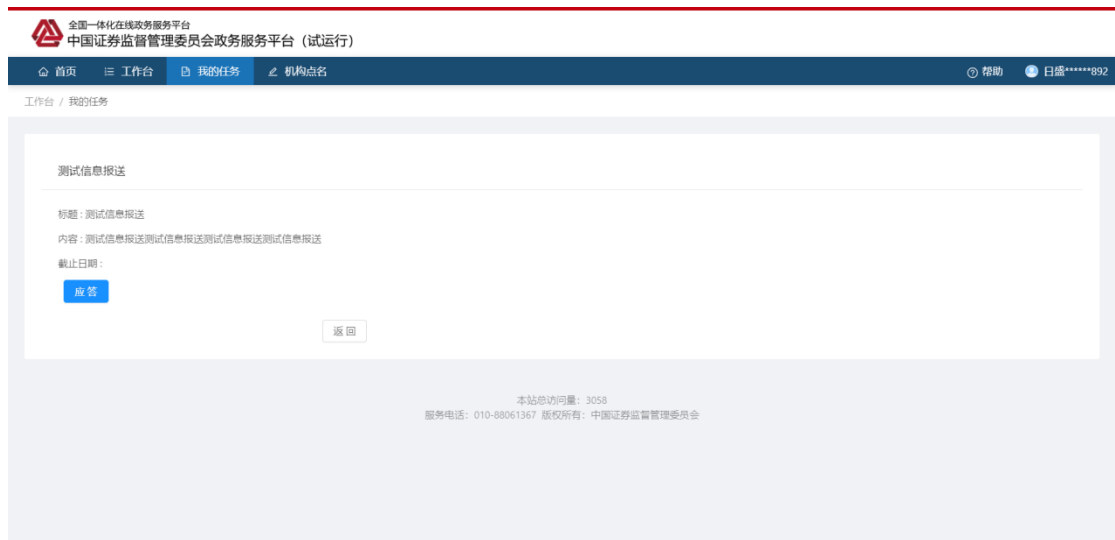 全国一体化在线政务服务平台
中国证券监督管理委员会政务服务平台（试运行）
首页 工作台 我的任务 机构点名 帮助 日盛******892
工作台 / 我的任务
测试信息报送
标题 : 测试信息报送
内容 : 测试信息报送测试信息报送测试信息报送测试信息报送
截止日期 :
应 答
返 回
本站总访问量：3058
服务电话：010-88061367 版权所有：中国证券监督管理委员会